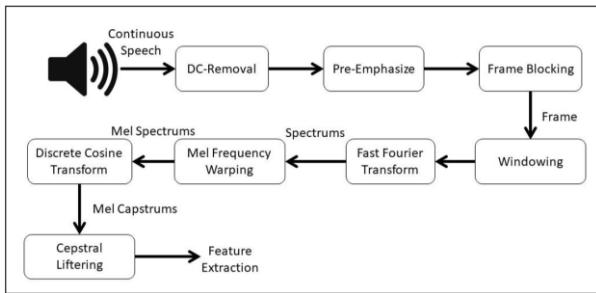 Continuous
Speech
DC-Removal
Pre-Emphasize
Frame Blocking
Frame
Windowing
Fast Fourier
Transform
Spectrums
Mel Frequency
Warping
Mel Spectrums
Discrete Cosine
Transform
Mel Capstrums
Cepstral
Liftering
Feature
Extraction